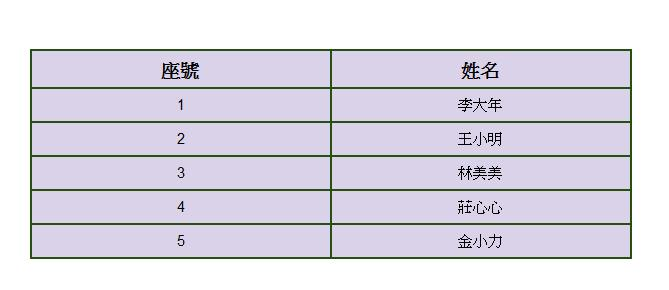 座號 姓名
1 李大年
2 王小明
3 林美美
4 莊心心
5 金小力